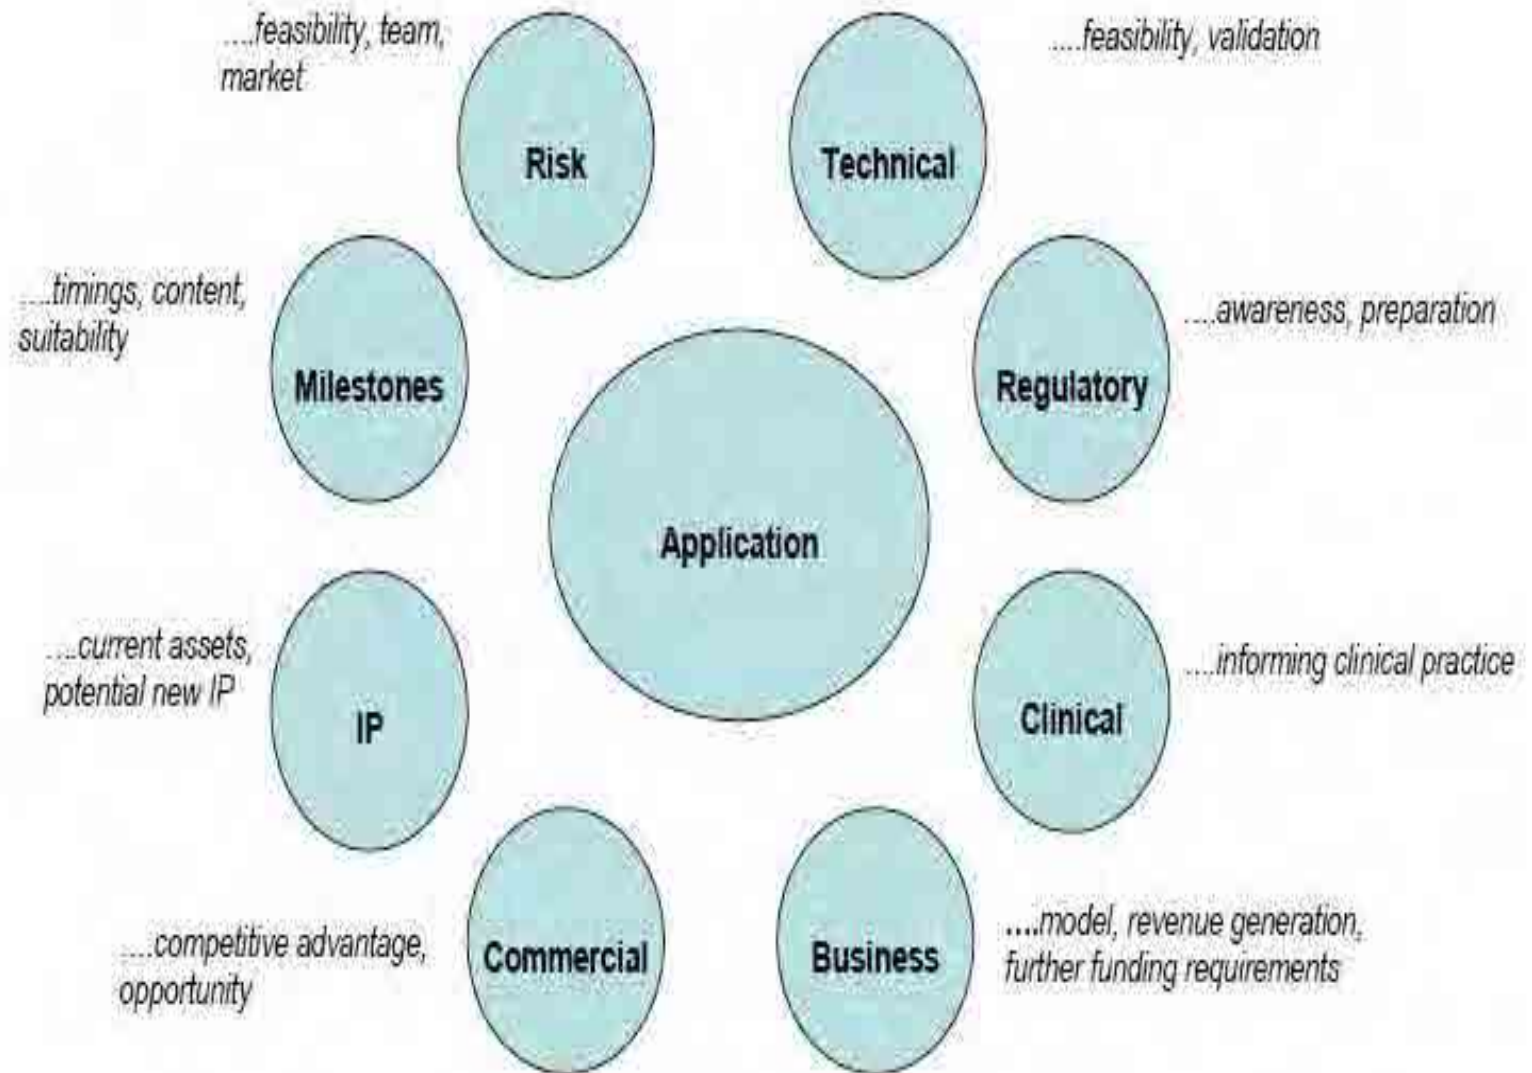 ....feasibility, team,
market
Risk
Technical
....feasibility, validation
....timings, content,
suitability
Milestones
Regulatory
....awareness, preparation
Application
....current assets,
potential new IP
IP
Clinical
....informing clinical practice
....competitive advantage,
opportunity
Commercial
Business
....model, revenue generation,
further funding requirements